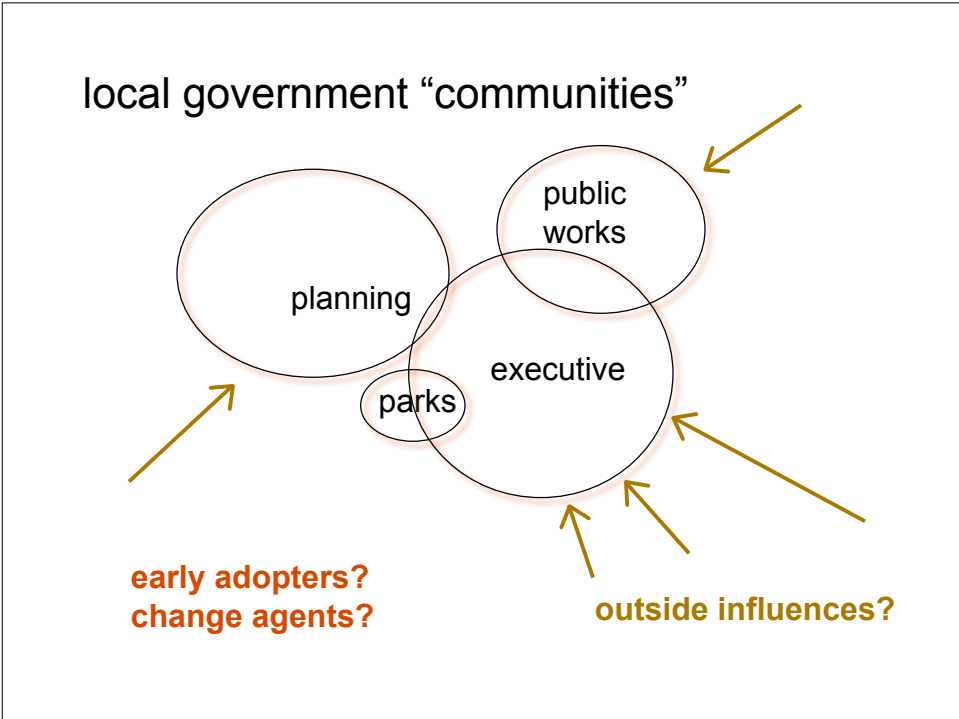 local government “communities”
public
works
planning
executive
parks
early adopters?
change agents?
outside influences?